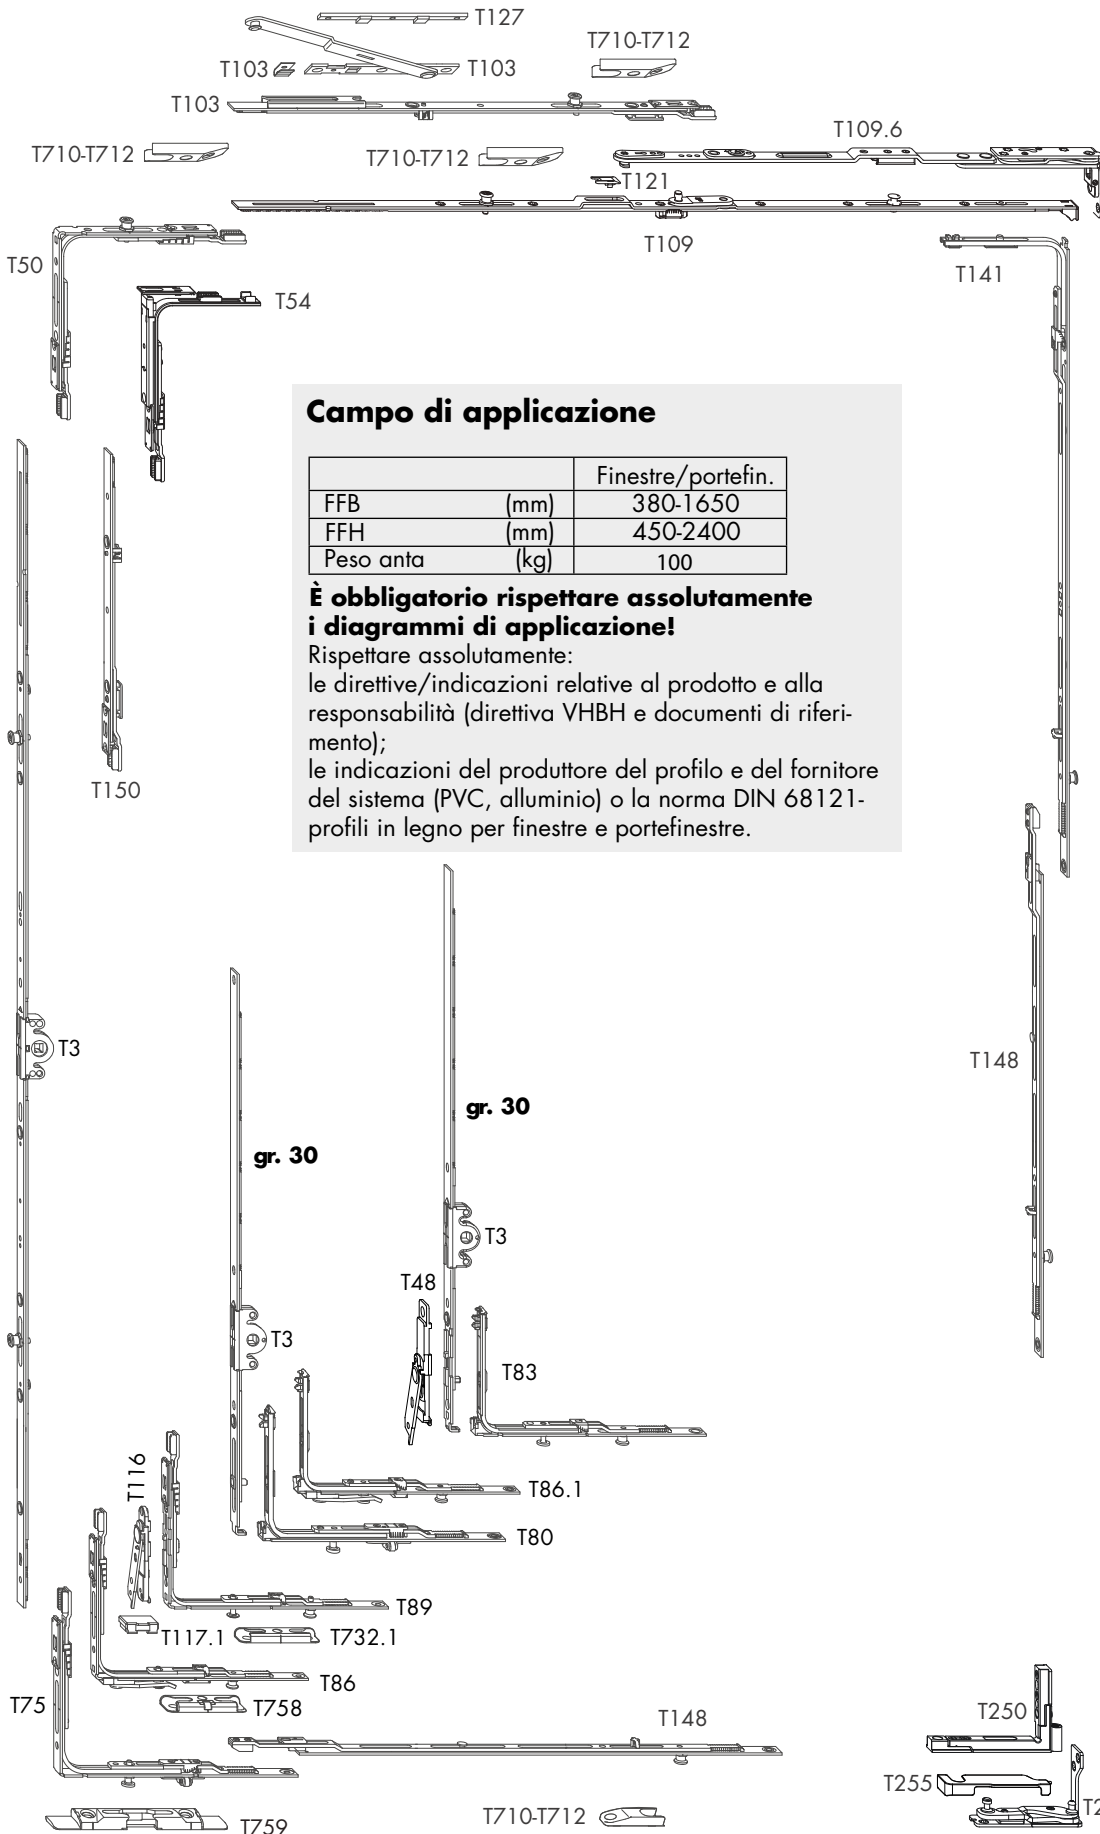 T127
T710-T712
T103
T103
T103
T109.6
T710-T712
T710-T712
T121
T109
T50
T141
T54
Campo di applicazione
Finestre/portefin.
FFB (mm) 380-1650
FFH (mm) 450-2400
Peso anta (kg) 100
È obbligatorio rispettare assolutamente
i diagrammi di applicazione!
Rispettare assolutamente:
le direttive/indicazioni relative al prodotto e alla
responsabilità (direttiva VHBH e documenti di riferi-
mento);
le indicazioni del produttore del profilo e del fornitore
del sistema (PVC, alluminio) o la norma DIN 68121-
profili in legno per finestre e portefinestre.
T150
T3
T148
gr. 30
gr. 30
T3
T48
T3
T83
T116
T86.1
T80
T89
T117.1
T732.1
T86
T75
T758
T148
T250
T255
T759
T710-T712